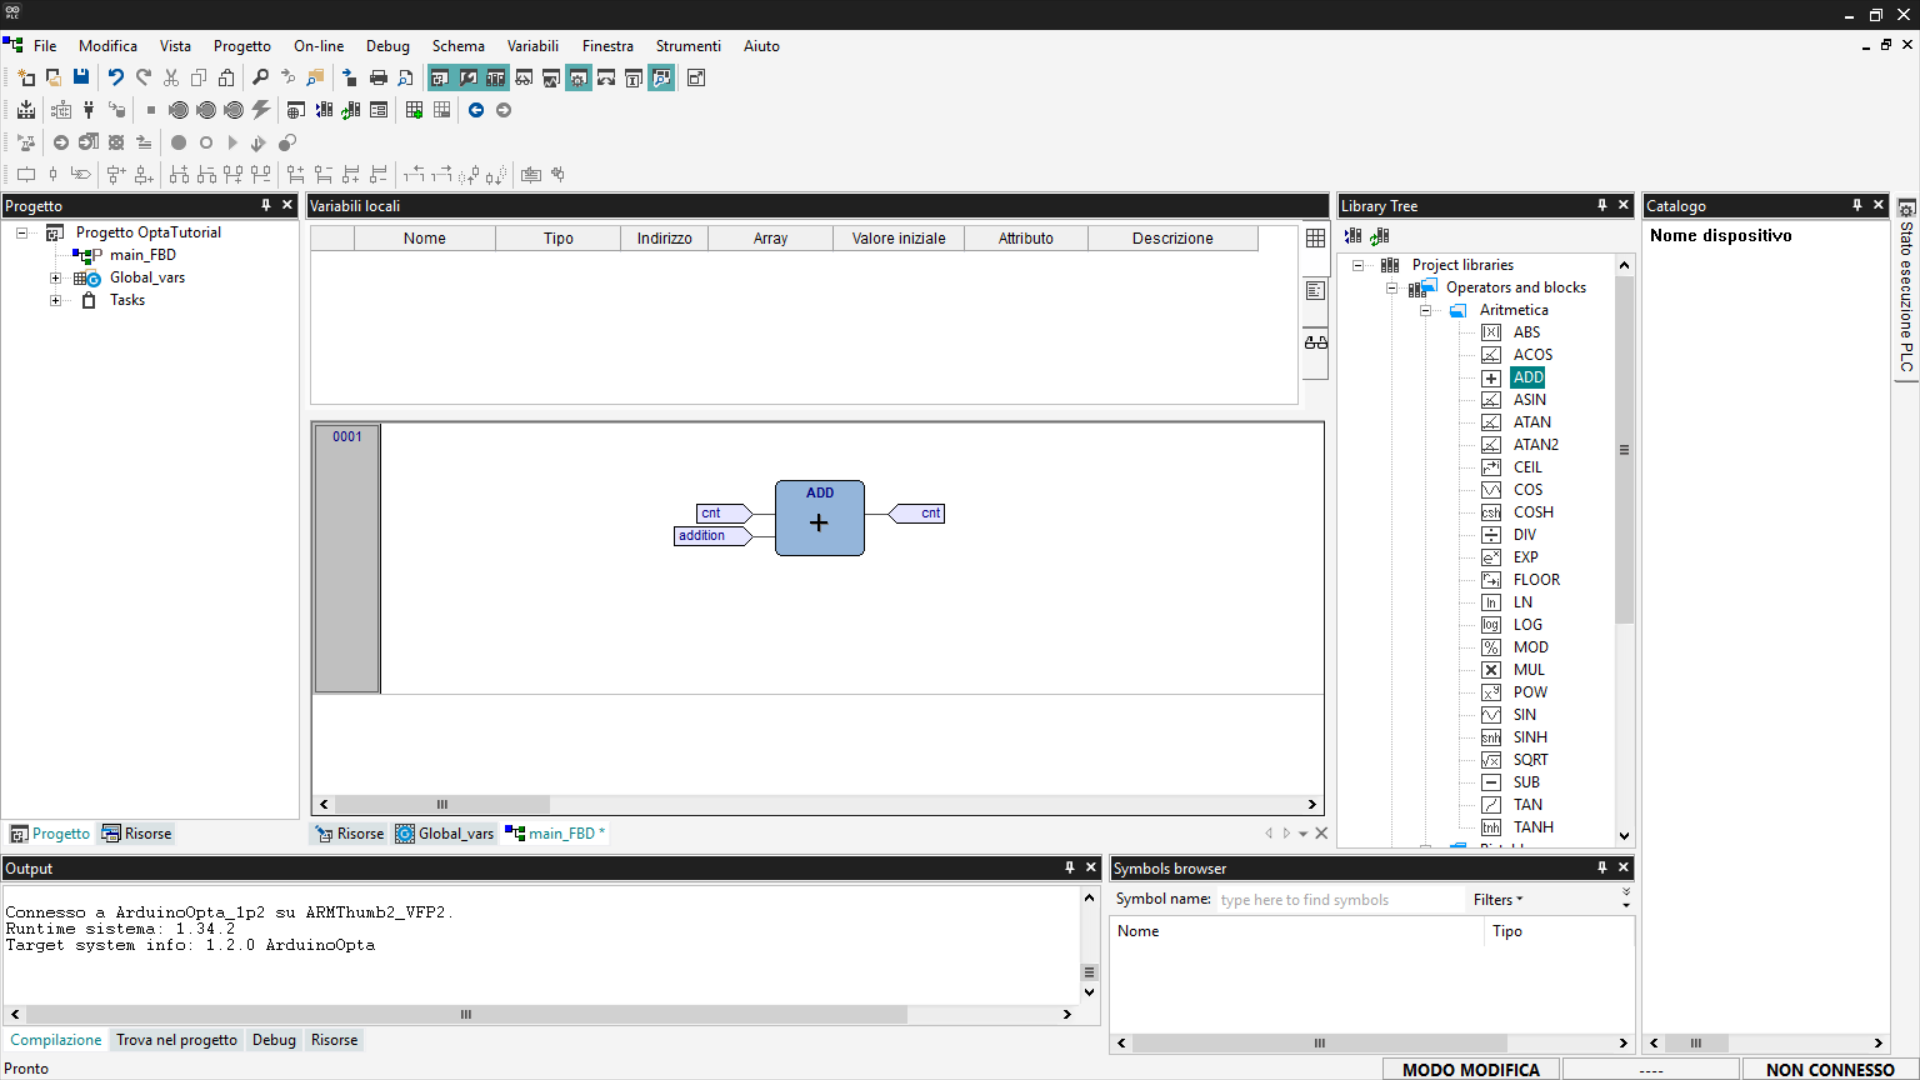 PLC
File Modifica Vista Progetto On-line Debug Schema Variabili Finestra Strumenti Aiuto
Progetto
Progetto OptaTutorial
main_FBD
Global_vars
Tasks
Progetto Risorse
Variabili locali
Nome Tipo Indirizzo Array Valore iniziale Attributo Descrizione
0001
ADD
cnt
addition
cnt
Risorse Global_vars main_FBD *
Library Tree
Project libraries
Operators and blocks
Aritmetica
ABS
ACOS
ADD
ASIN
ATAN
ATAN2
CEIL
COS
csh COSH
DIV
EXP
FLOOR
ln LN
log LOG
MOD
MUL
POW
SIN
snh SINH
SQRT
SUB
TAN
tnh TANH
Catalogo
Nome dispositivo
Stato esecuzione PLC
Output
Connesso a ArduinoOpta_1p2 su ARMThumb2_VFP2.
Runtime sistema: 1.34.2
Target system info: 1.2.0 ArduinoOpta
Compilazione Trova nel progetto Debug Risorse
Symbols browser
Symbol name: type here to find symbols Filters
Nome Tipo
Pronto
MODO MODIFICA ---- NON CONNESSO